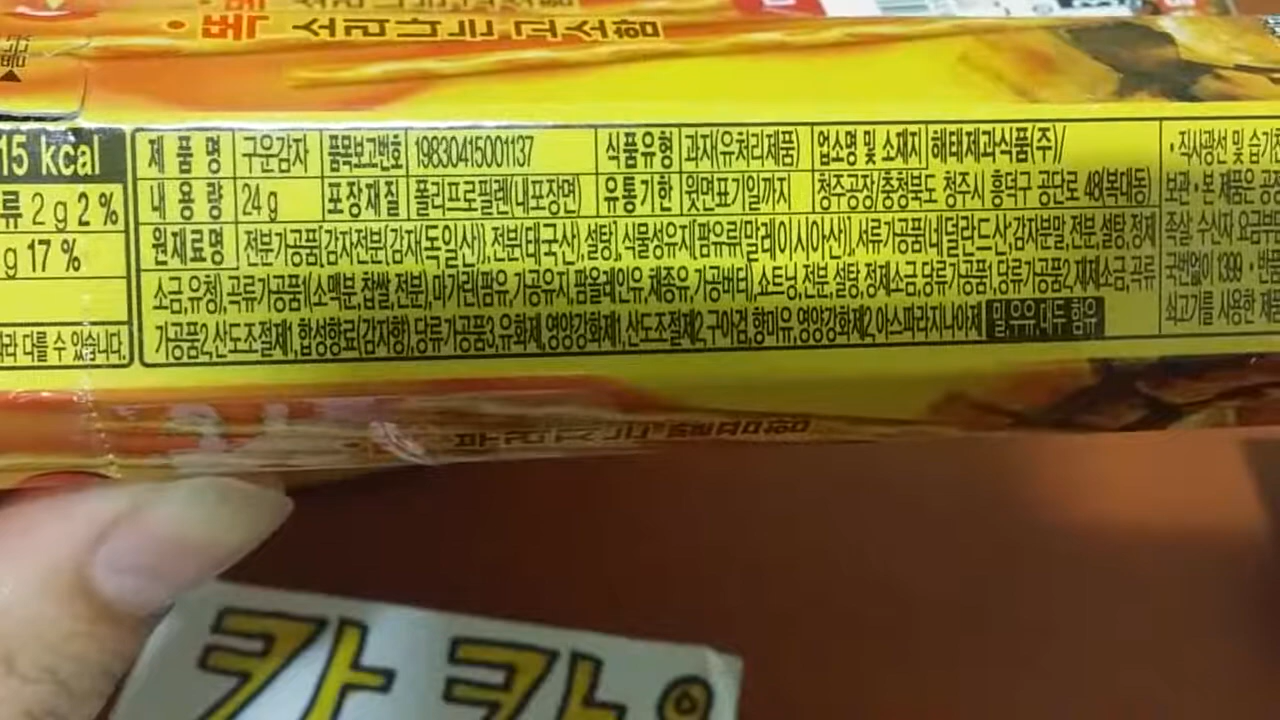 소리나는 고소함
15 kcal
류 2 g 2 %
g 17 %
라 다를 수 있습니다.
제품명 구운감자 품목보고번호 19830415001137 식품유형 과자(유처리제품) 업소명 및 소재지 해태제과식품(주)/
내용량 24 g 포장재질 폴리프로필렌(내포장면) 유통기한 윗면표기일까지 청주공장/충청북도 청주시 흥덕구 공단로 48(복대동)
원재료명 전분가공품[감자전분{감자(독일산)}, 전분(태국산), 설탕], 식물성유지[팜유류(말레이시아산)], 서류가공품(네덜란드산, 감자분말, 전분, 설탕, 정제
소금, 유청), 곡류가공품1(소맥분, 찹쌀, 전분), 마가린(팜유, 가공유지, 팜올레인유, 채종유, 가공버터), 쇼트닝, 전분, 설탕, 정제소금, 당류가공품1, 당류가공품2, 재제소금, 곡류
가공품2, 산도조절제1, 합성향료(감자향), 당류가공품3, 유화제, 영양강화제1, 산도조절제2, 구아검, 향미유, 영양강화제2, 아스파라지나아제 밀, 우유, 대두 함유
• 직사광선 및 습기
보관 • 본 제품은 공정
국번없이 1399 • 반품
쇠고기를 사용한 제품